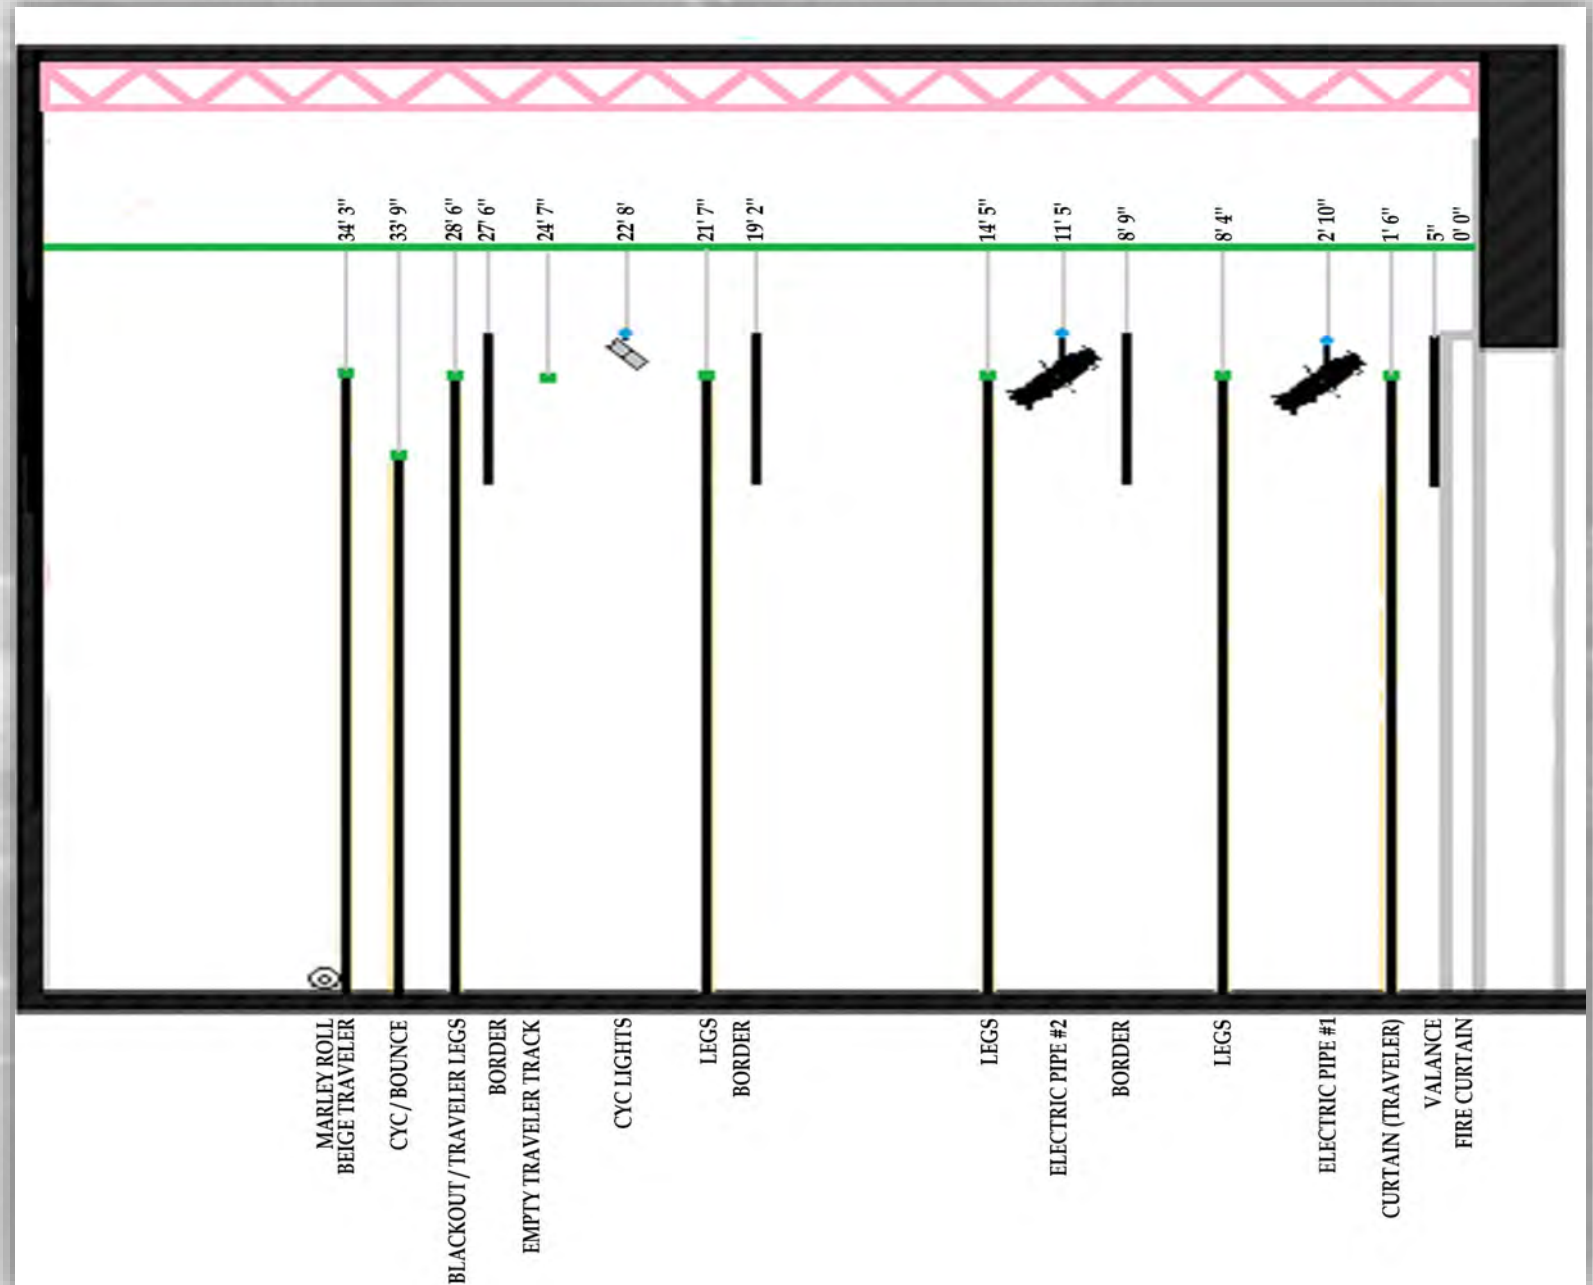 34' 3"
33' 9"
28' 6"
27' 6"
24' 7"
22' 8'
21' 7"
19' 2"
14' 5"
11' 5'
8' 9"
8' 4"
2' 10"
1' 6"
5"
0' 0"
MARLEY ROLL
BEIGE TRAVELER
CYC / BOUNCE
BLACKOUT / TRAVELER LEGS
BORDER
EMPTY TRAVELER TRACK
CYC LIGHTS
LEGS
BORDER
LEGS
ELECTRIC PIPE #2
BORDER
LEGS
ELECTRIC PIPE #1
CURTAIN (TRAVELER)
VALANCE
FIRE CURTAIN